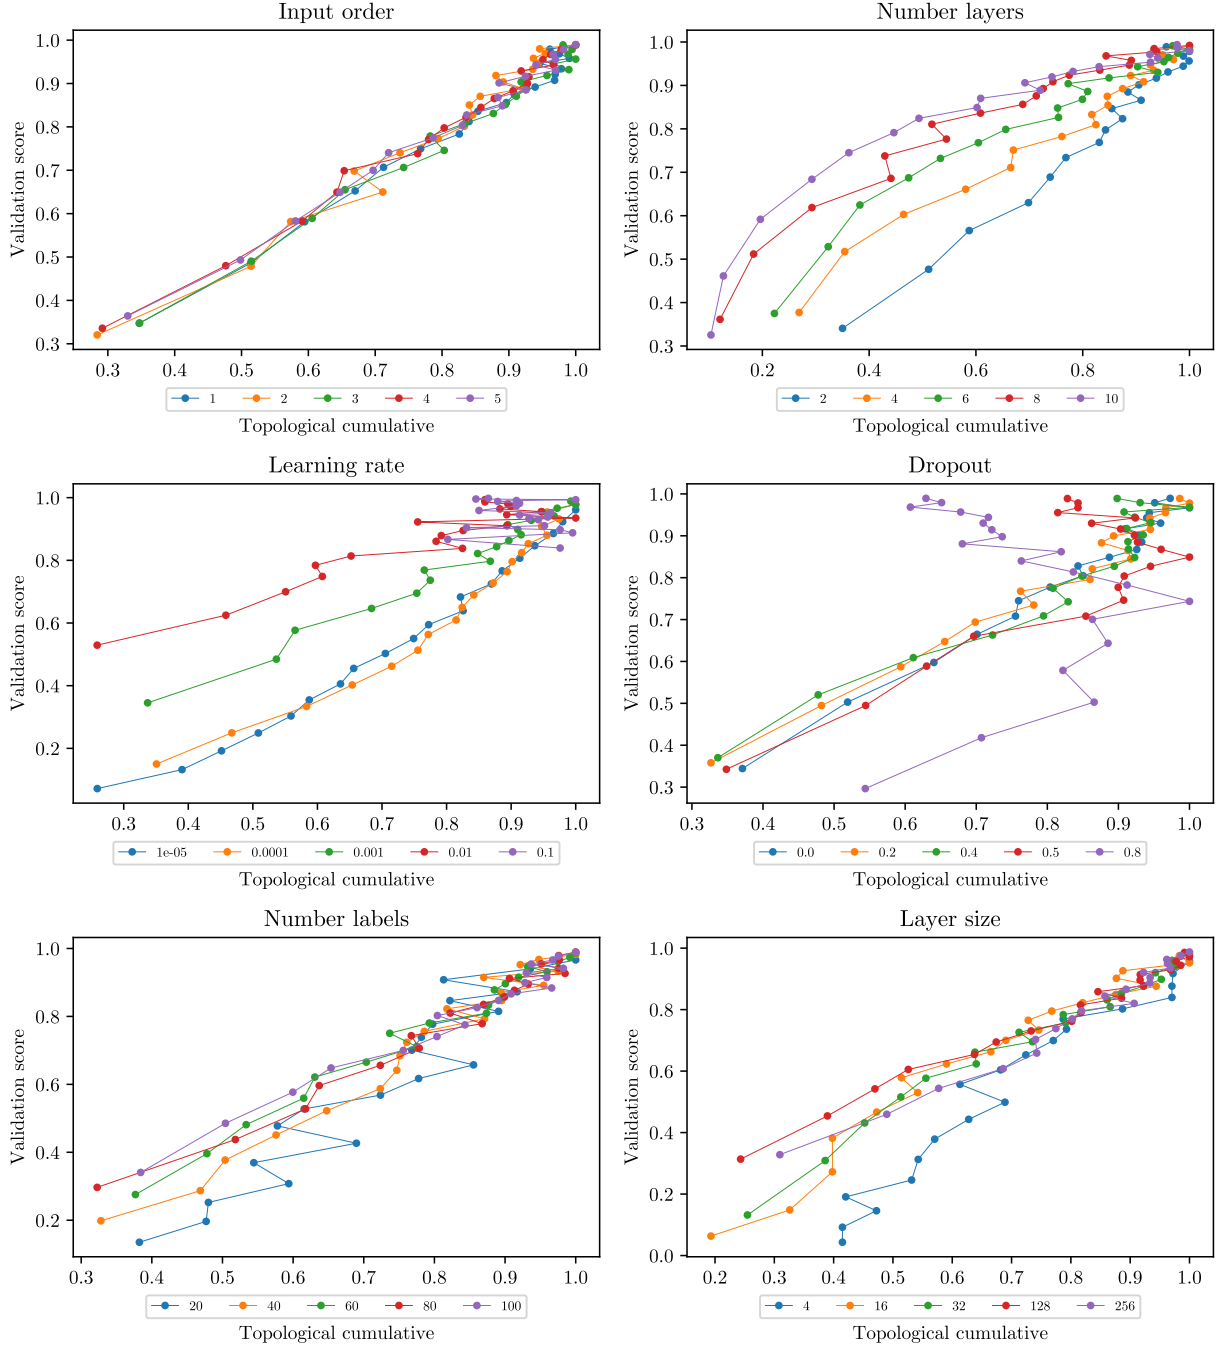 Input order
Validation score
1.0
0.9
0.8
0.7
0.6
0.5
0.4
0.3
0.3 0.4 0.5 0.6 0.7 0.8 0.9 1.0
1 2 3 4 5
Topological cumulative
Number layers
Validation score
1.0
0.9
0.8
0.7
0.6
0.5
0.4
0.3
0.2 0.4 0.6 0.8 1.0
2 4 6 8 10
Topological cumulative
Learning rate
Validation score
1.0
0.8
0.6
0.4
0.2
0.3 0.4 0.5 0.6 0.7 0.8 0.9 1.0
1e-05 0.0001 0.001 0.01 0.1
Topological cumulative
Dropout
Validation score
1.0
0.9
0.8
0.7
0.6
0.5
0.4
0.3
0.3 0.4 0.5 0.6 0.7 0.8 0.9 1.0
0.0 0.2 0.4 0.5 0.8
Topological cumulative
Number labels
Validation score
1.0
0.8
0.6
0.4
0.2
0.3 0.4 0.5 0.6 0.7 0.8 0.9 1.0
20 40 60 80 100
Topological cumulative
Layer size
Validation score
1.0
0.8
0.6
0.4
0.2
0.0
0.2 0.3 0.4 0.5 0.6 0.7 0.8 0.9 1.0
4 16 32 128 256
Topological cumulative